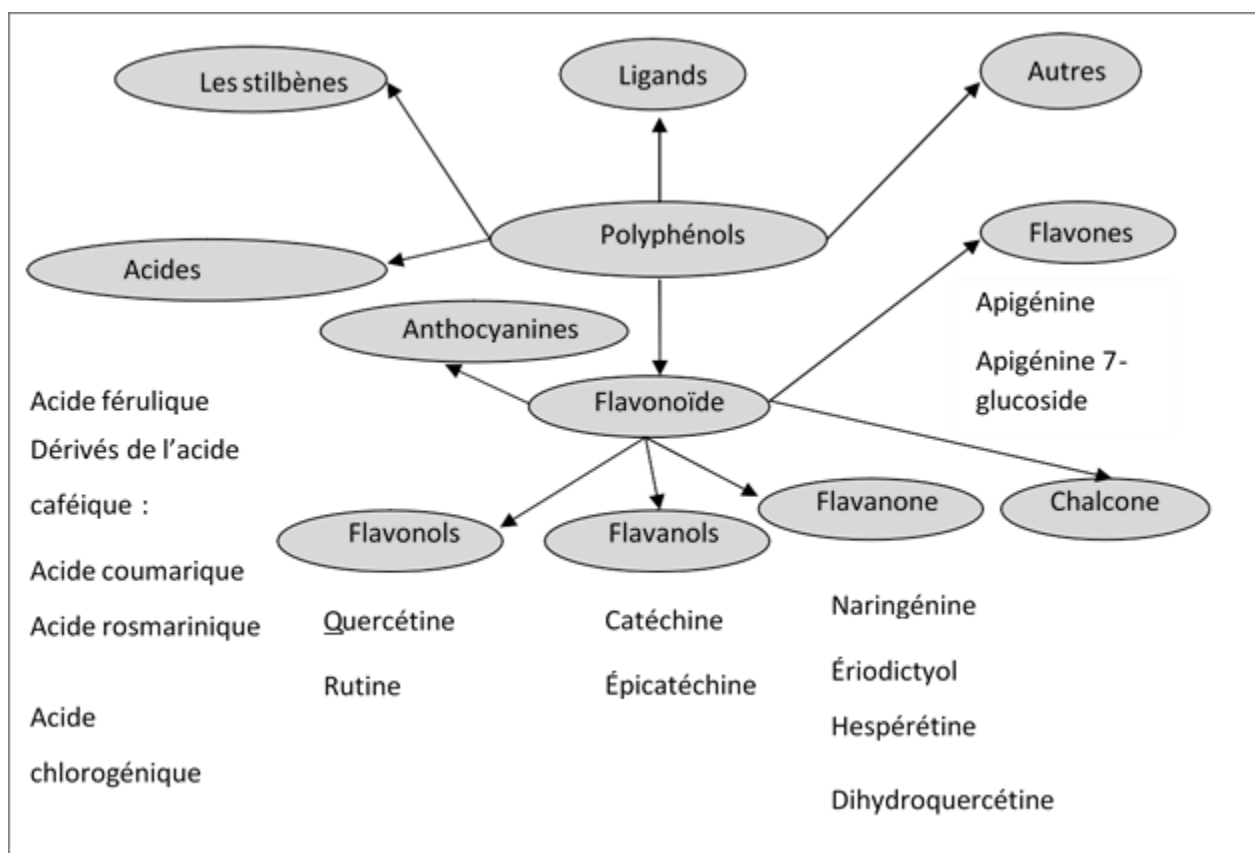 Les stilbènes
Ligands
Autres
Polyphénols
Flavones
Acides
Apigénine
Apigénine 7-
glucoside
Anthocyanines
Flavonoïde
Acide férulique
Dérivés de l’acide
caféique :
Acide coumarique
Acide rosmarinique
Acide
chlorogénique
Flavonols
Quercétine
Rutine
Flavanols
Catéchine
Épicatéchine
Flavanone
Naringénine
Ériodictyol
Hespérétine
Dihydroquercétine
Chalcone